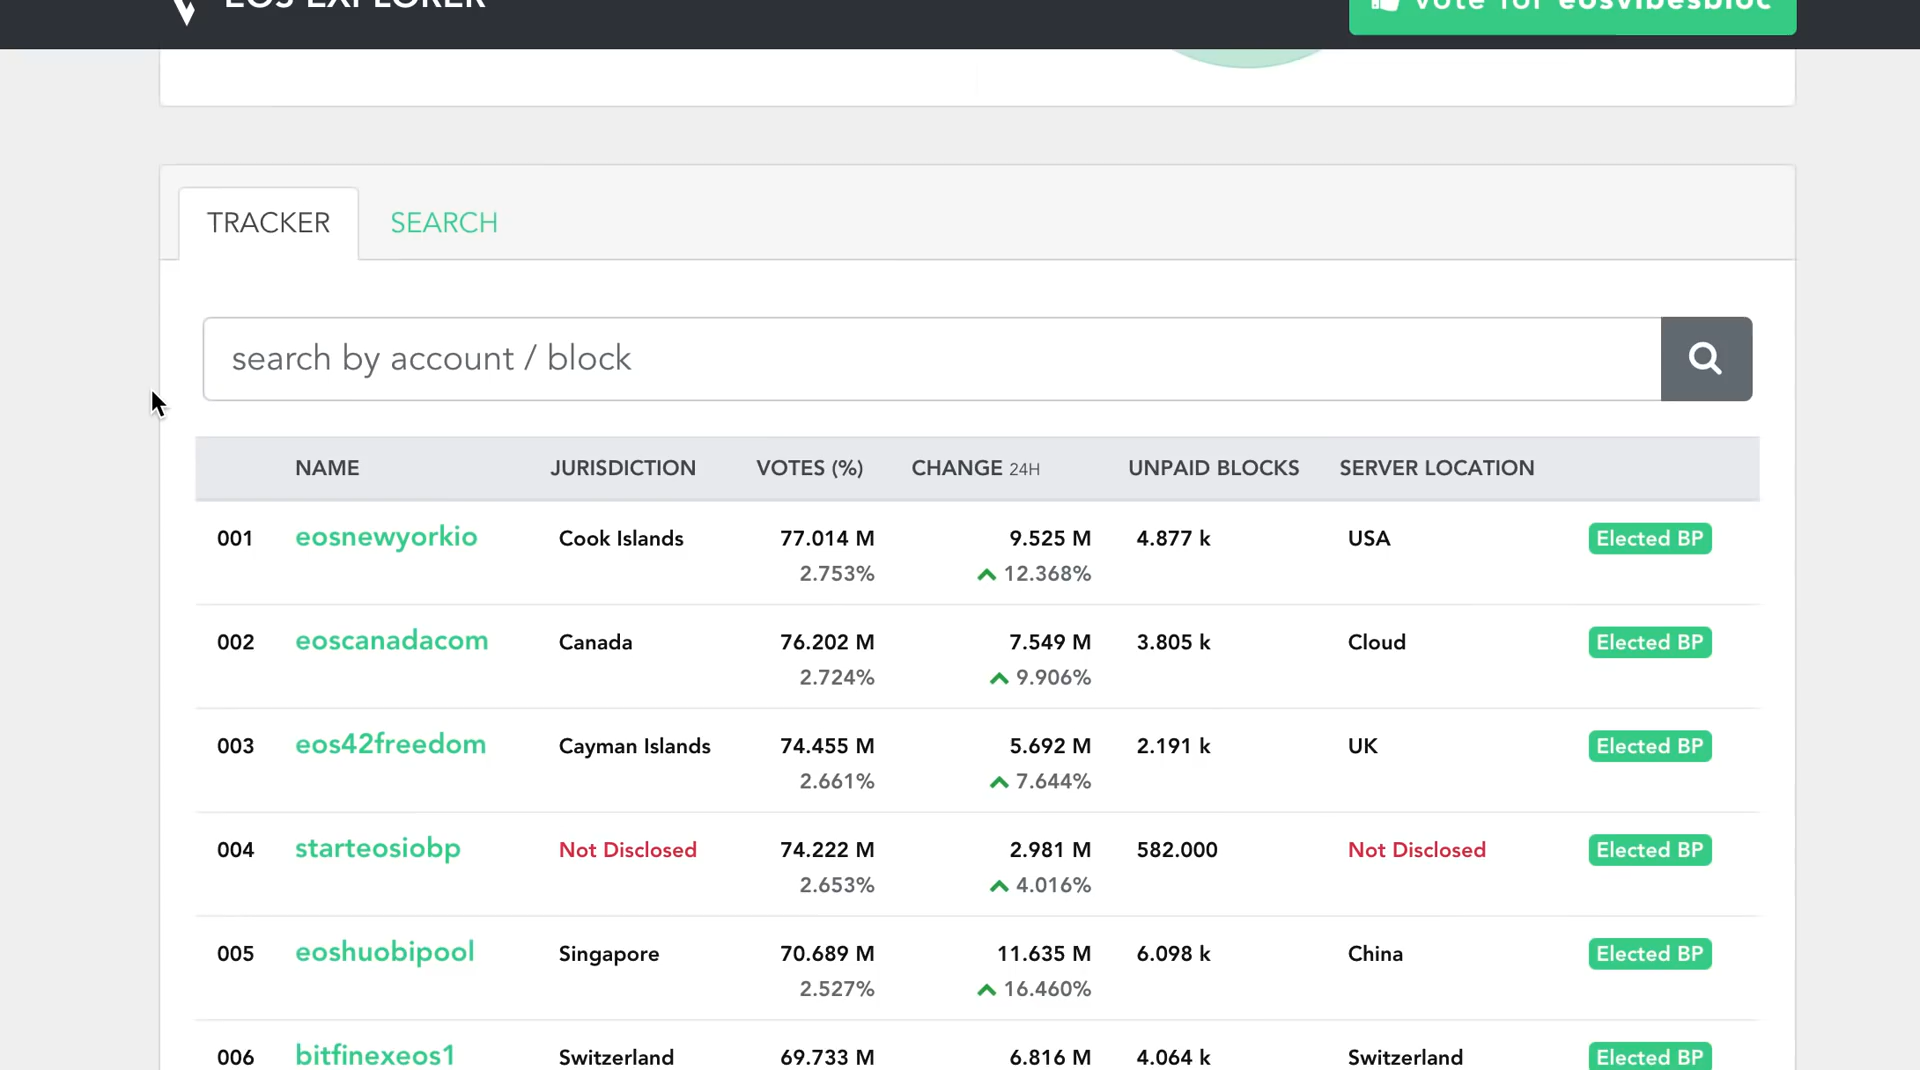 EOS EXPLORER
Vote for eosvibesbloc
TRACKER
SEARCH
search by account / block
NAME JURISDICTION VOTES (%) CHANGE 24H UNPAID BLOCKS SERVER LOCATION
001 eosnewyorkio Cook Islands 77.014 M 9.525 M 4.877 k USA Elected BP
2.753% 12.368%
002 eoscanadacom Canada 76.202 M 7.549 M 3.805 k Cloud Elected BP
2.724% 9.906%
003 eos42freedom Cayman Islands 74.455 M 5.692 M 2.191 k UK Elected BP
2.661% 7.644%
004 starteosiobp Not Disclosed 74.222 M 2.981 M 582.000 Not Disclosed Elected BP
2.653% 4.016%
005 eoshuobipool Singapore 70.689 M 11.635 M 6.098 k China Elected BP
2.527% 16.460%
006 bitfinexeos1 Switzerland 69.733 M 6.816 M 4.064 k Switzerland Elected BP